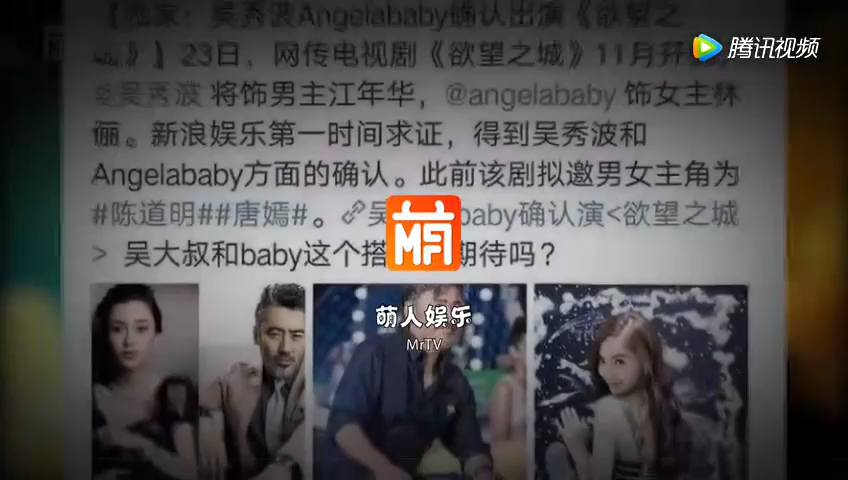 【独家：吴秀波Angelababy确认出演《欲望之
城》】23日，网传电视剧《欲望之城》11月开
腾讯视频
吴秀波 将饰男主江年华，@angelababy 饰女主林
俪。新浪娱乐第一时间求证，得到吴秀波和
Angelababy方面的确认。此前该剧拟邀男女主角为
#陈道明##唐嫣#。吴 baby确认演<欲望之城
> 吴大叔和baby这个搭 期待吗？
萌
萌人娱乐
MrTV